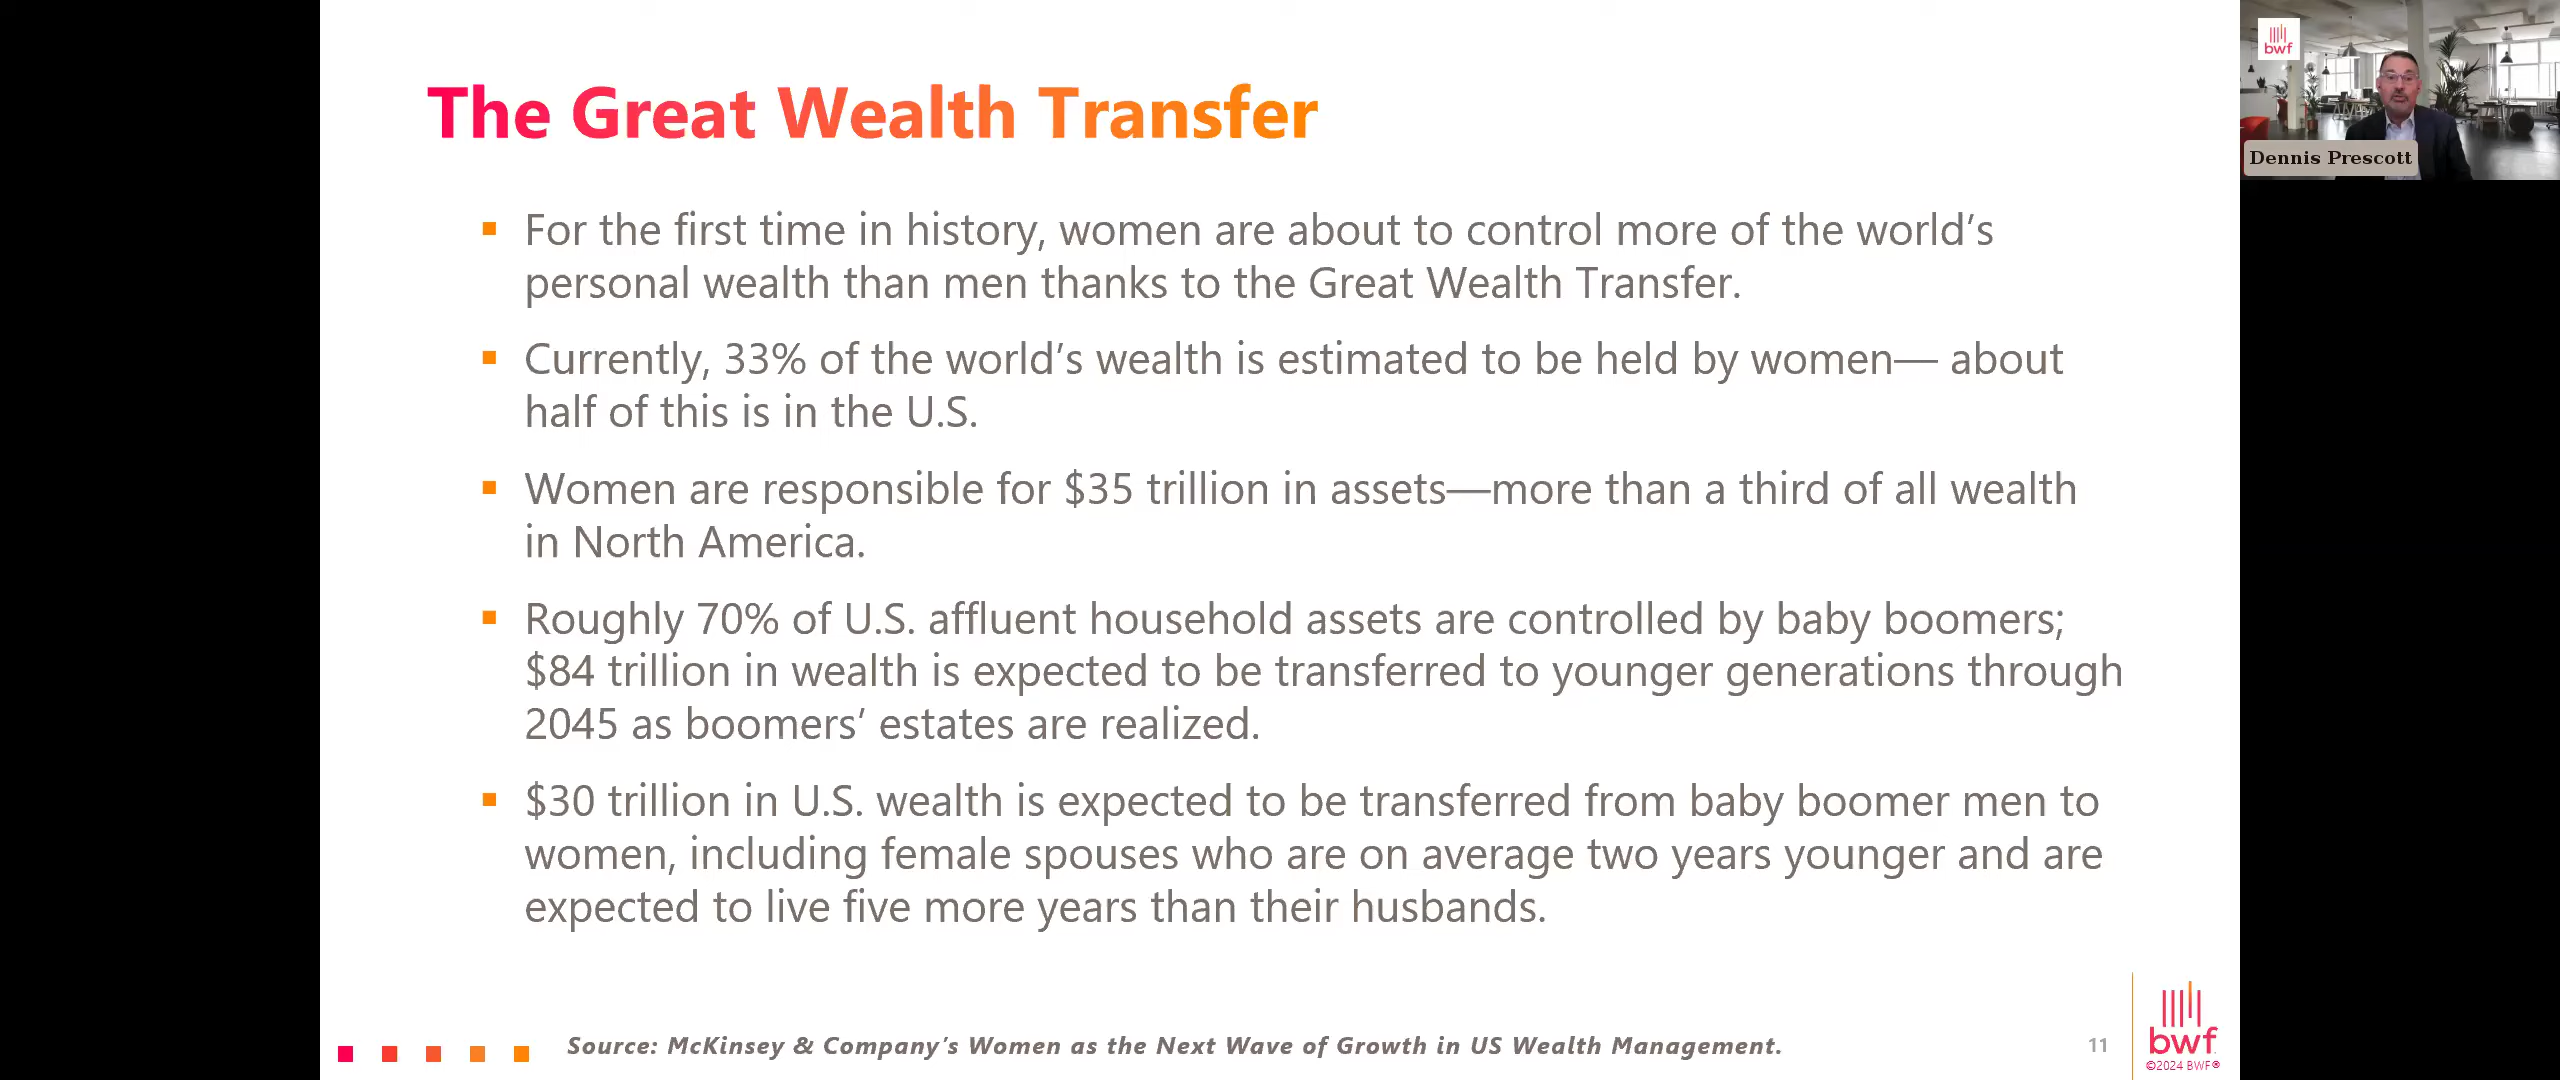 The Great Wealth Transfer
For the first time in history, women are about to control more of the world’s
personal wealth than men thanks to the Great Wealth Transfer.
Currently, 33% of the world’s wealth is estimated to be held by women— about
half of this is in the U.S.
Women are responsible for $35 trillion in assets—more than a third of all wealth
in North America.
Roughly 70% of U.S. affluent household assets are controlled by baby boomers;
$84 trillion in wealth is expected to be transferred to younger generations through
2045 as boomers’ estates are realized.
$30 trillion in U.S. wealth is expected to be transferred from baby boomer men to
women, including female spouses who are on average two years younger and are
expected to live five more years than their husbands.
Source: McKinsey & Company’s Women as the Next Wave of Growth in US Wealth Management.
11
bwf
©2024 BWF®
bwf
Dennis Prescott